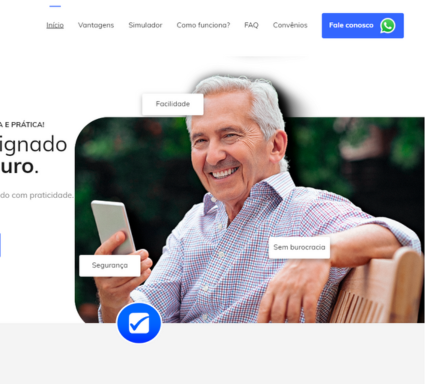 Início Vantagens Simulador Como funciona? FAQ Convênios Fale conosco
Facilidade
A E PRÁTICA!
ignado
uro.
do com praticidade.
Sem burocracia
Segurança